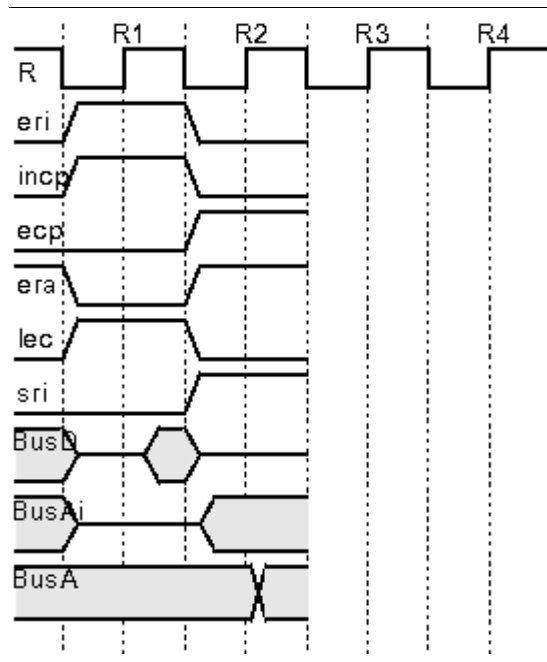 R1 R2 R3 R4
R
eri
incp
ecp
era
lec
sri
BusD
BusAi
BusA